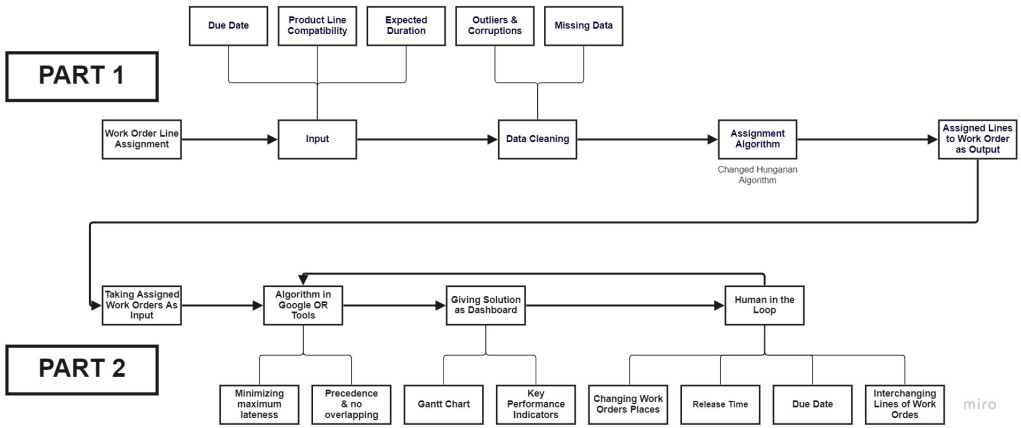 Due Date
Product Line
Compatibility
Expected
Duration
Outliers &
Corruptions
Missing Data
PART 1
Work Order Line
Assignment
Input
Data Cleaning
Assignment
Algorithm
Assigned Lines
to Work Order
as Output
Changed Hungarian
Algorithm
Taking Assigned
Work Orders As
Input
Algorithm in
Google OR
Tools
Giving Solution
as Dashboard
Human in the
Loop
PART 2
Minimizing
maximum
lateness
Precedence
& no
overlapping
Gantt Chart
Key
Performance
Indicators
Changing Work
Orders Places
Release Time
Due Date
Interchanging
Lines of Work
Ordes
miro